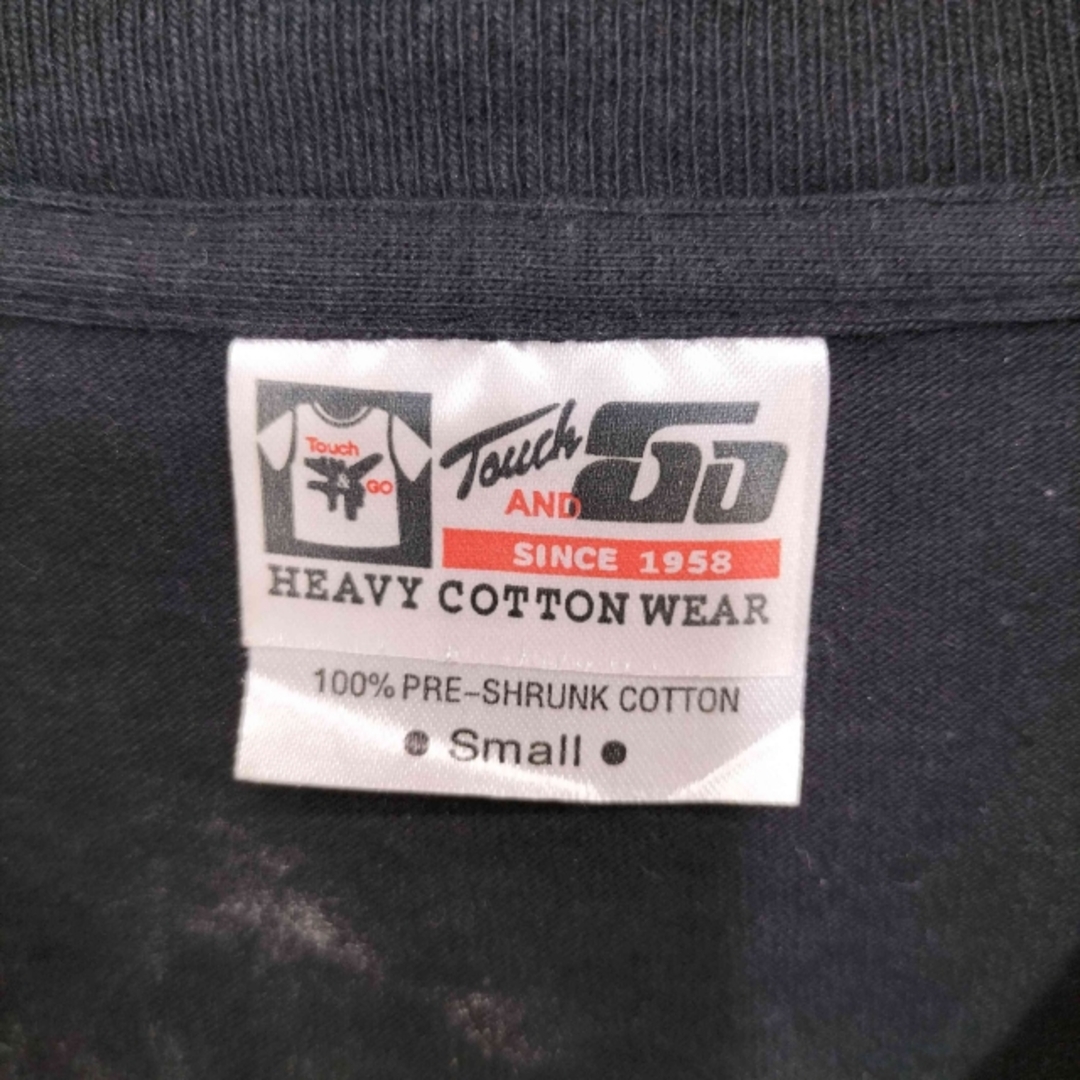 Touch
&
GO
Touch
AND GO
SINCE 1958
HEAVY COTTON WEAR
100% PRE-SHRUNK COTTON
• Small •